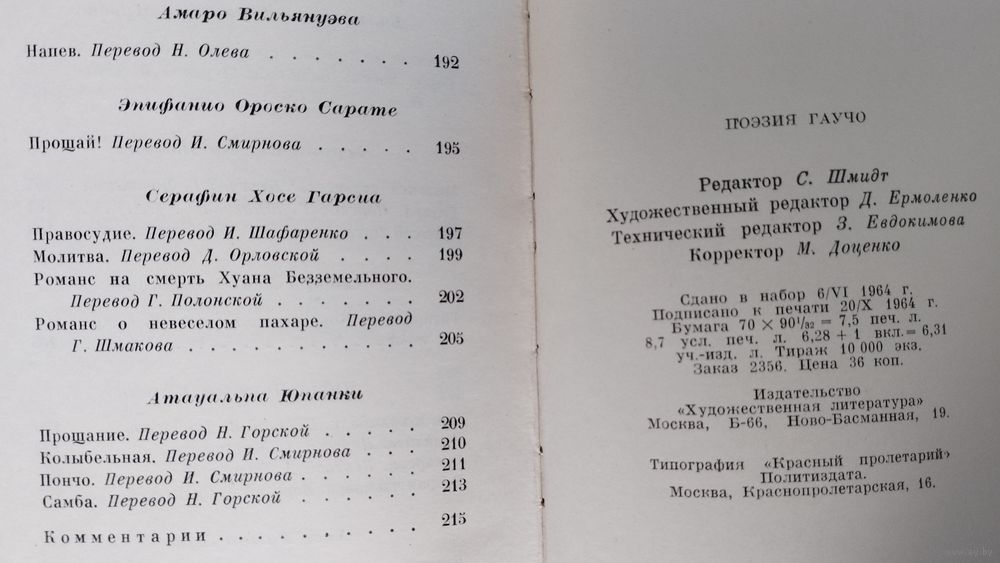 Амаро Вильянуэва
Напев. Перевод Н. Олева . . . . . . . 192
Эпифанио Ороско Сарате
Прощай! Перевод И. Смирнова . . . . . 195
Серафин Хосе Гарсиа
Правосудие. Перевод И. Шафаренко . . . 197
Молитва. Перевод Д. Орловской . . . . 199
Романс на смерть Хуана Безземельного.
Перевод Г. Полонской . . . . . . . 202
Романс о невеселом пахаре. Перевод
Г. Шмакова . . . . . . . . . . . 205
Атауальпа Юпанки
Прощание. Перевод Н. Горской . . . . . 209
Колыбельная. Перевод И. Смирнова . . . 210
Пончо. Перевод И. Смирнова . . . . . . 211
Самба. Перевод Н. Горской . . . . . . 213
Комментарии . . . . . . . . . . 215
ПОЭЗИЯ ГАУЧО
Редактор С. Шмидт
Художественный редактор Д. Ермоленко
Технический редактор З. Евдокимова
Корректор М. Доценко
Сдано в набор 6/VI 1964 г.
Подписано к печати 20/X 1964 г.
Бумага 70 × 90 1/32 = 7,5 печ. л.
8,7 усл. печ. л. 6,28 + 1 вкл. = 6,31
уч.-изд. л. Тираж 10 000 экз.
Заказ 2356. Цена 36 коп.
Издательство
«Художественная литература»
Москва, Б-66, Ново-Басманная, 19.
Типография «Красный пролетарий»
Политиздата.
Москва, Краснопролетарская, 16.